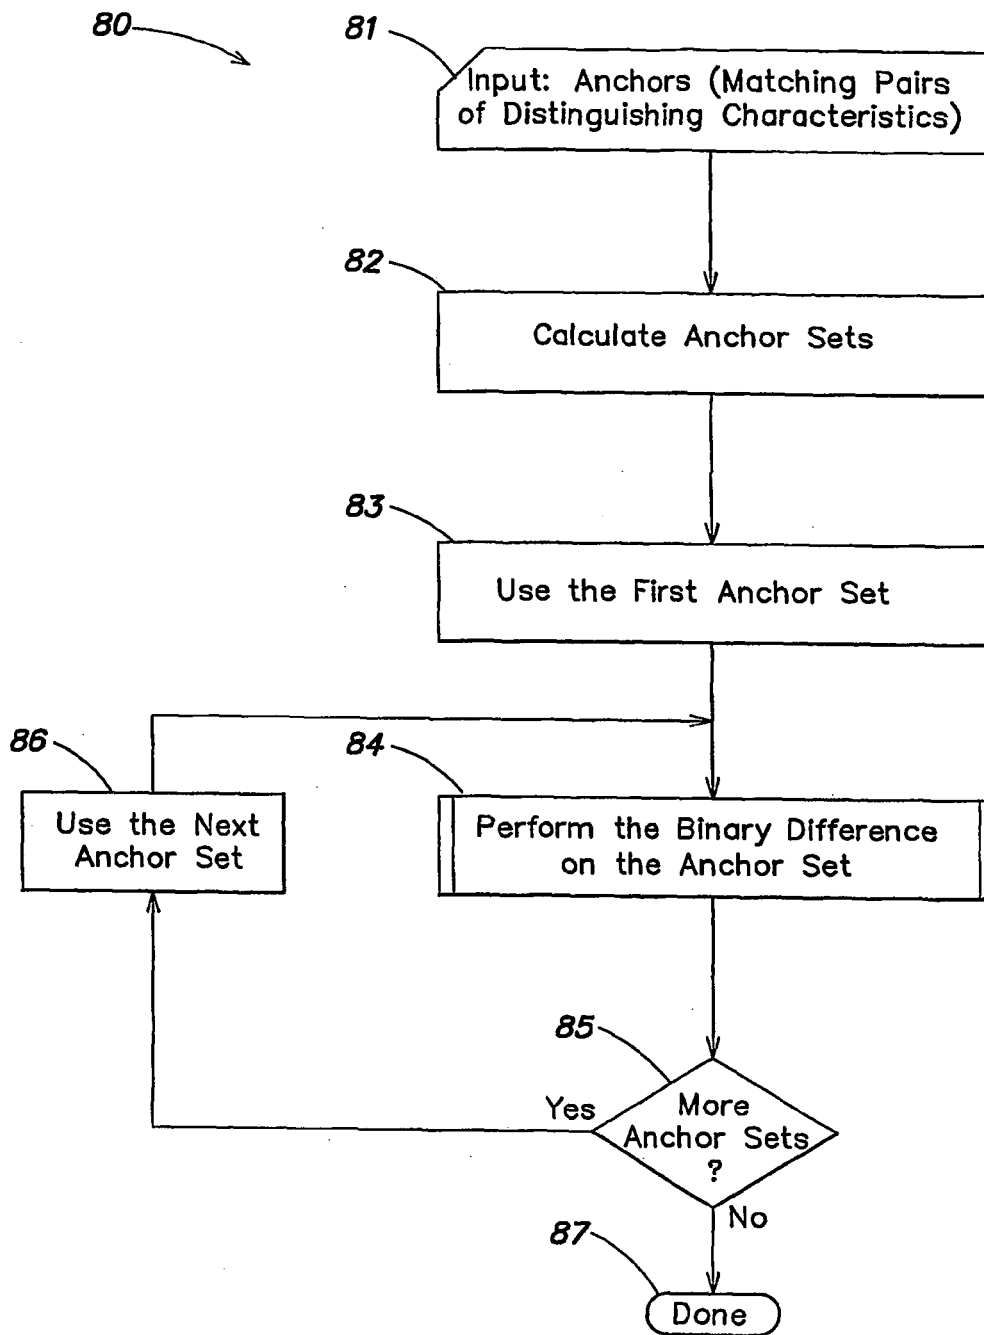 80
81
Input: Anchors (Matching Pairs
of Distinguishing Characteristics)
82
Calculate Anchor Sets
83
Use the First Anchor Set
86
Use the Next
Anchor Set
84
Perform the Binary Difference
on the Anchor Set
85
Yes
More
Anchor Sets
?
No
87
Done